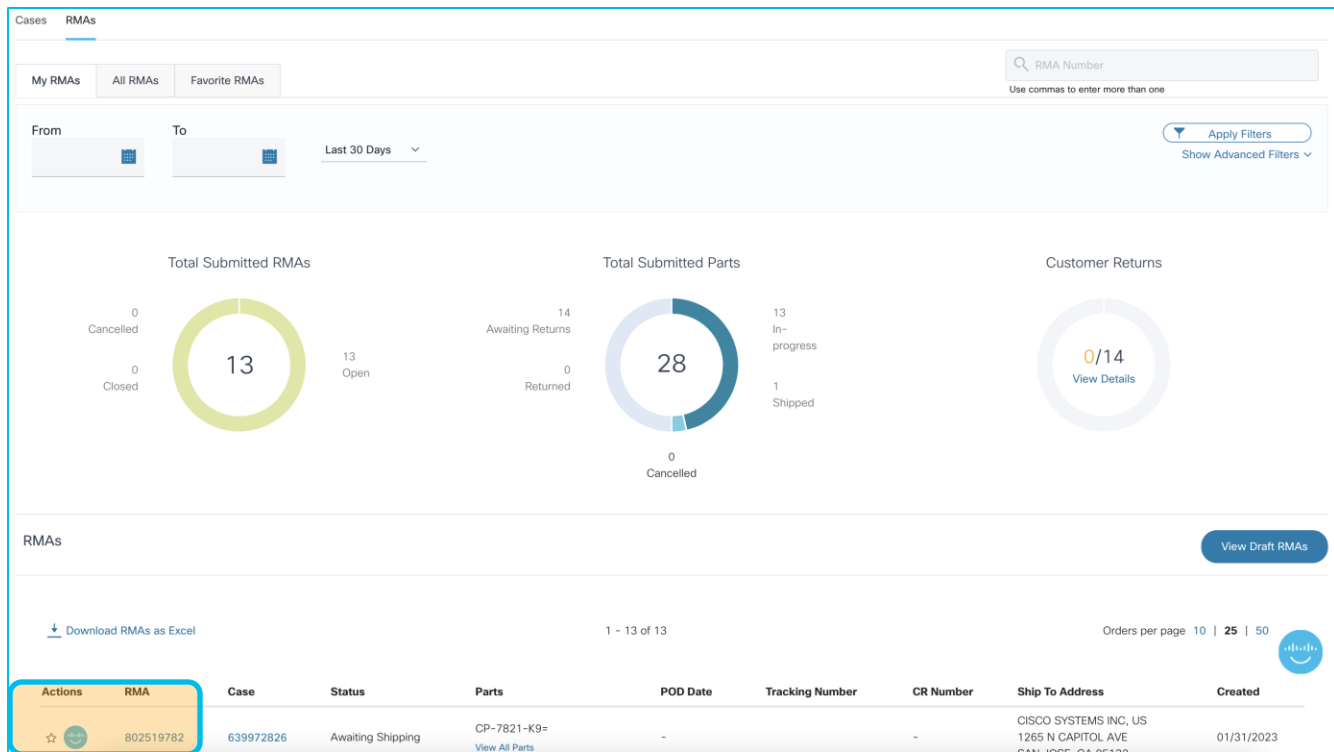 Cases RMAs
RMA Number
My RMAs All RMAs Favorite RMAs
Use commas to enter more than one
From To
Last 30 Days
Apply Filters
Show Advanced Filters
Total Submitted RMAs
0
Cancelled
0
Closed
13
13
Open
Total Submitted Parts
14
Awaiting Returns
0
Returned
28
13
In-
progress
1
Shipped
0
Cancelled
Customer Returns
0/14
View Details
RMAs
View Draft RMAs
Download RMAs as Excel 1 - 13 of 13 Orders per page 10 | 25 | 50
Actions RMA Case Status Parts POD Date Tracking Number CR Number Ship To Address Created
802519782 639972826 Awaiting Shipping CP-7821-K9= - - 01/31/2023
View All Parts
CISCO SYSTEMS INC, US
1265 N CAPITOL AVE